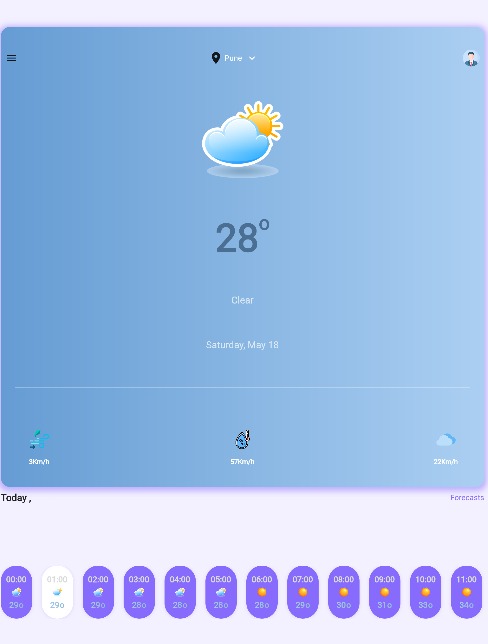 Pune
28°
Clear
Saturday, May 18
3Km/h 57Km/h 22Km/h
Today , Forecasts
00:00 01:00 02:00 03:00 04:00 05:00 06:00 07:00 08:00 09:00 10:00 11:00
29o 29o 29o 28o 28o 28o 28o 29o 30o 31o 33o 34o